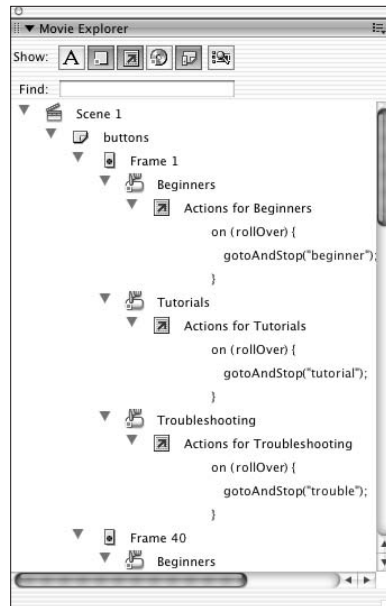 Movie Explorer
Show: A
Find:
Scene 1
buttons
Frame 1
Beginners
Actions for Beginners
on (rollOver) {
gotoAndStop("beginner");
}
Tutorials
Actions for Tutorials
on (rollOver) {
gotoAndStop("tutorial");
}
Troubleshooting
Actions for Troubleshooting
on (rollOver) {
gotoAndStop("trouble");
}
Frame 40
Beginners